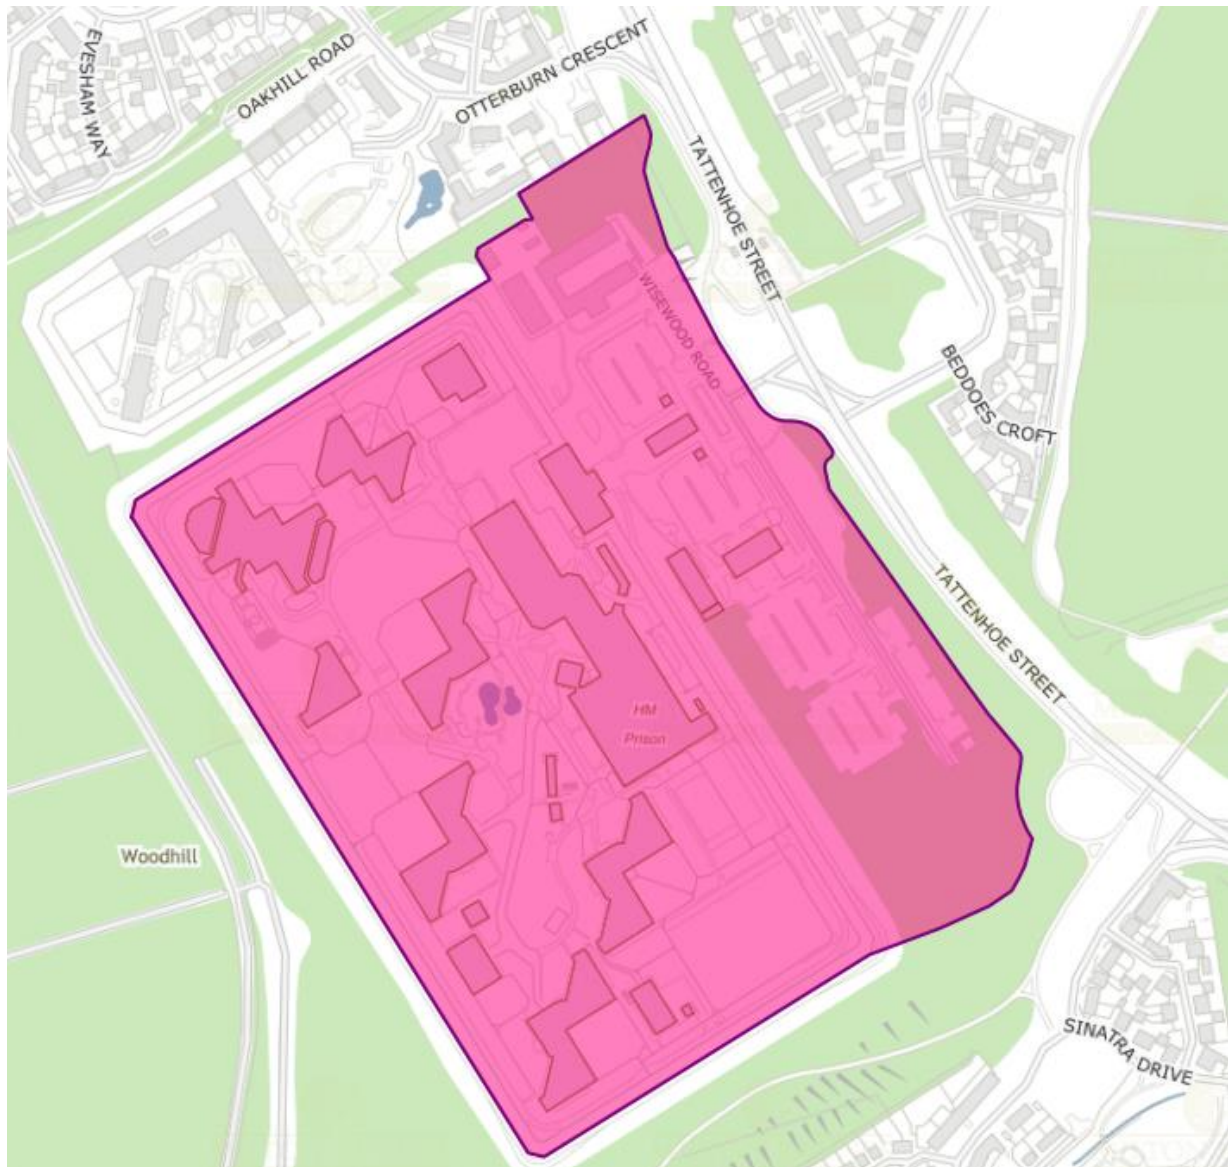 EVESHAM WAY
OAKHILL ROAD
OTTERBURN CRESCENT
TATTENHOE STREET
WISEWOOD ROAD
BEDDOES CROFT
TATTENHOE STREET
HM
Prison
Woodhill
SINATRA DRIVE